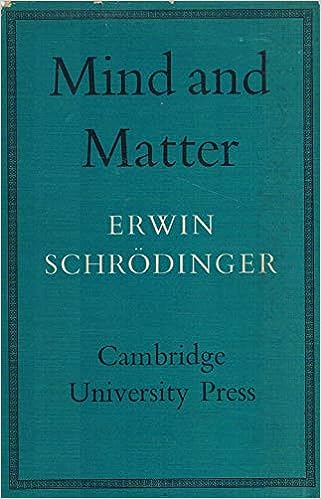 Mind and
Matter
ERWIN
SCHRÖDINGER
Cambridge
University Press